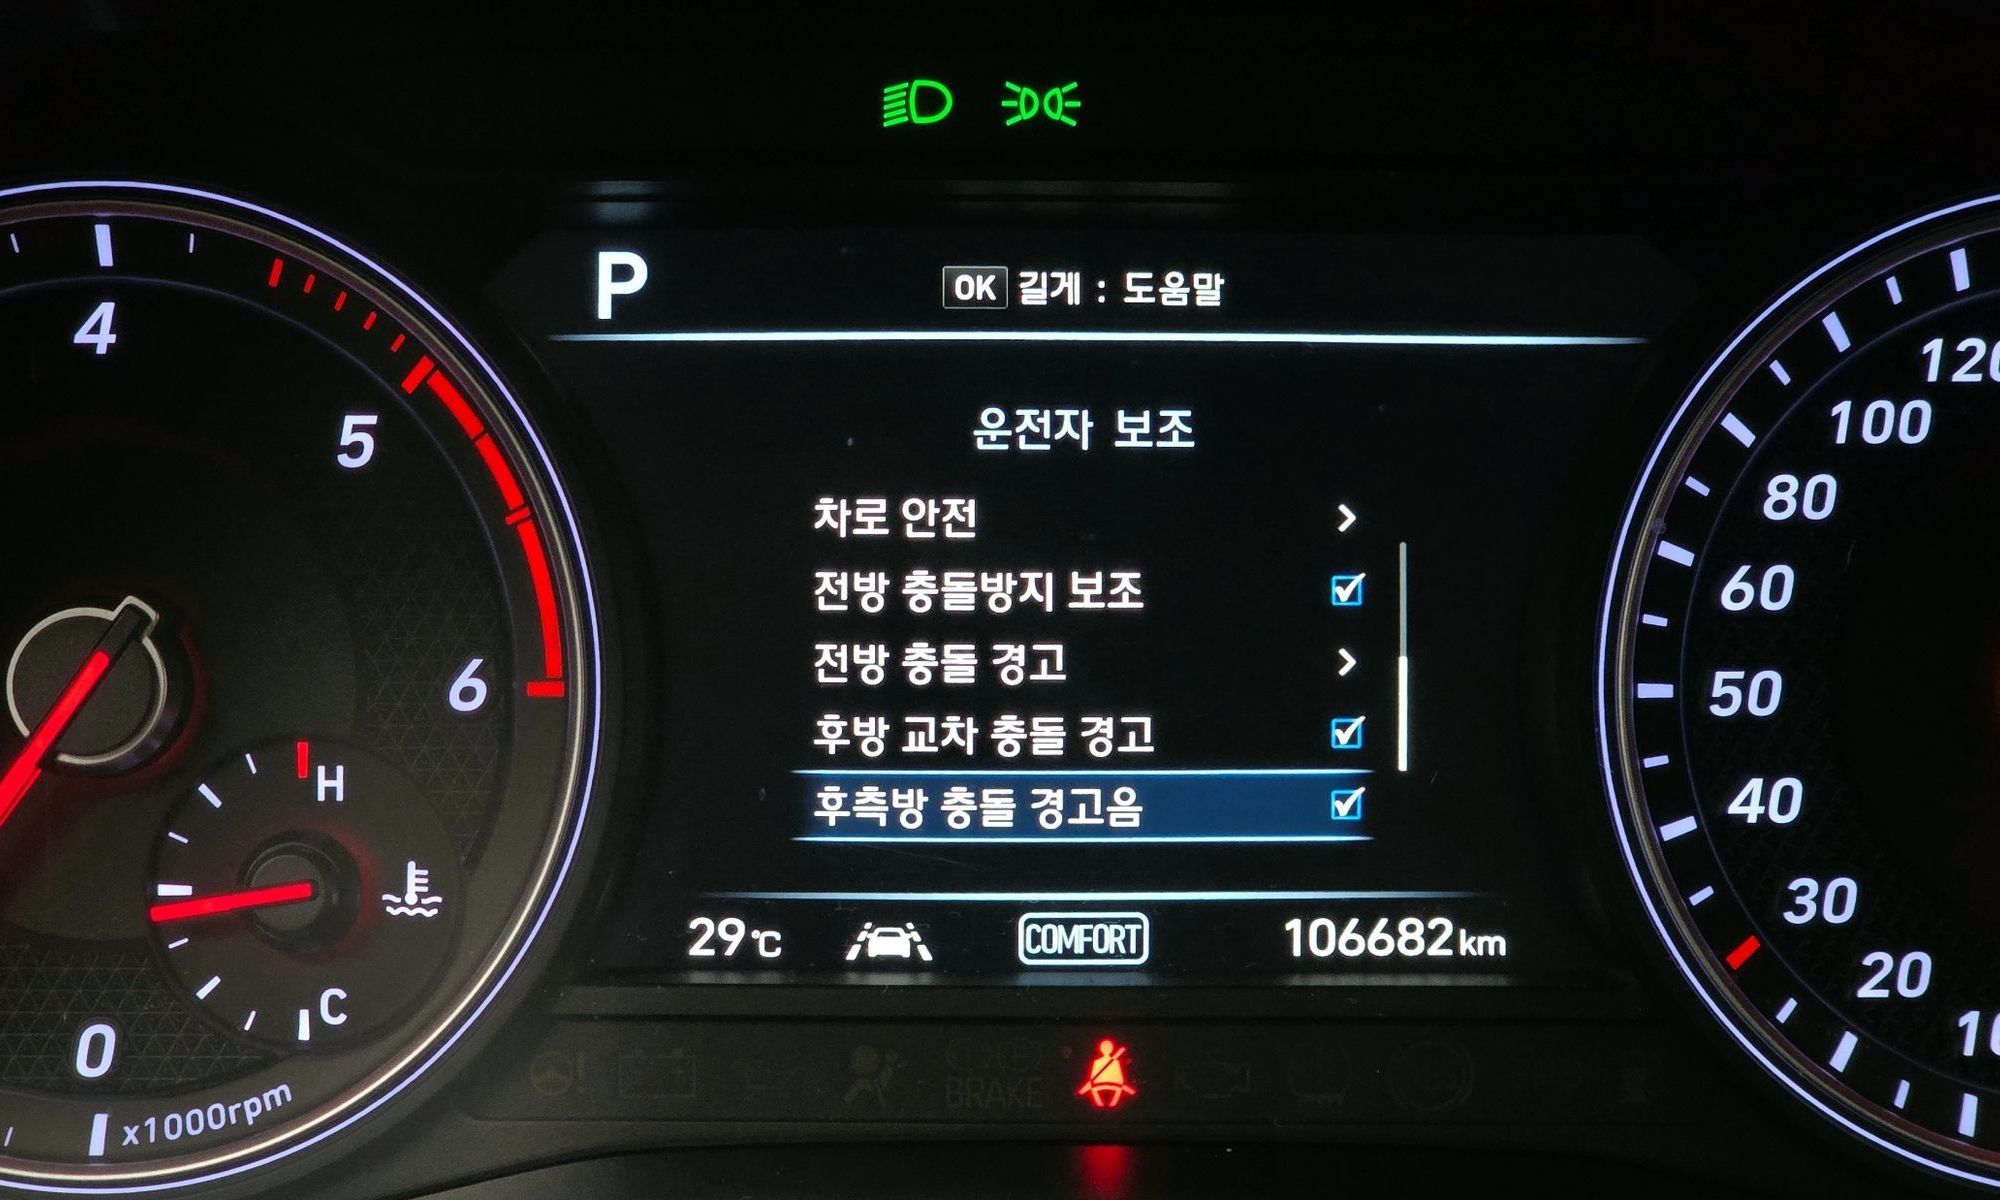 P
OK 길게 : 도움말
운전자 보조
차로 안전
전방 충돌방지 보조
전방 충돌 경고
후방 교차 충돌 경고
후측방 충돌 경고음
29℃ COMFORT 106682km
4
5
6
H
C
0
x1000rpm
120
100
80
60
50
40
30
20
10
BRAKE